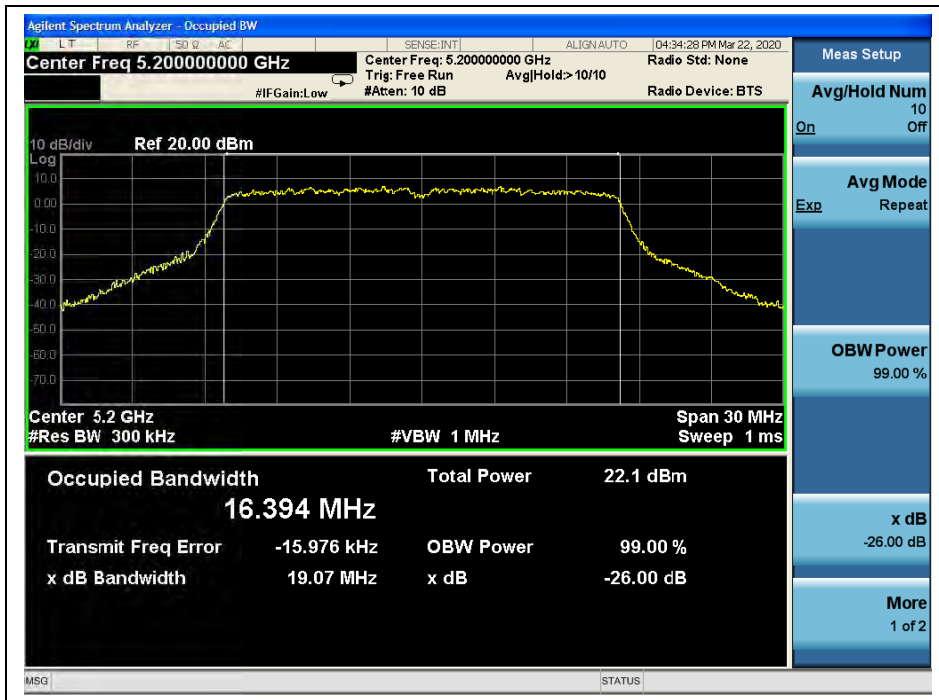 Agilent Spectrum Analyzer - Occupied BW
LXI LT RF 50 Ω AC SENSE:INT ALIGN AUTO 04:34:28 PM Mar 22, 2020
Center Freq 5.200000000 GHz
Center Freq: 5.200000000 GHz
Radio Std: None
Trig: Free Run Avg|Hold:> 10/10
#IFGain:Low
#Atten: 10 dB
Radio Device: BTS
10 dB/div Ref 20.00 dBm
Log
10.0
0.00
-10.0
-20.0
-30.0
-40.0
-50.0
-60.0
-70.0
Center 5.2 GHz Span 30 MHz
#Res BW 300 kHz #VBW 1 MHz Sweep 1 ms
Occupied Bandwidth Total Power 22.1 dBm
16.394 MHz
Transmit Freq Error -15.976 kHz OBW Power 99.00 %
x dB Bandwidth 19.07 MHz x dB -26.00 dB
Meas Setup
Avg/Hold Num
10
On Off
Avg Mode
Exp Repeat
OBW Power
99.00 %
x dB
-26.00 dB
More
1 of 2
MSG STATUS